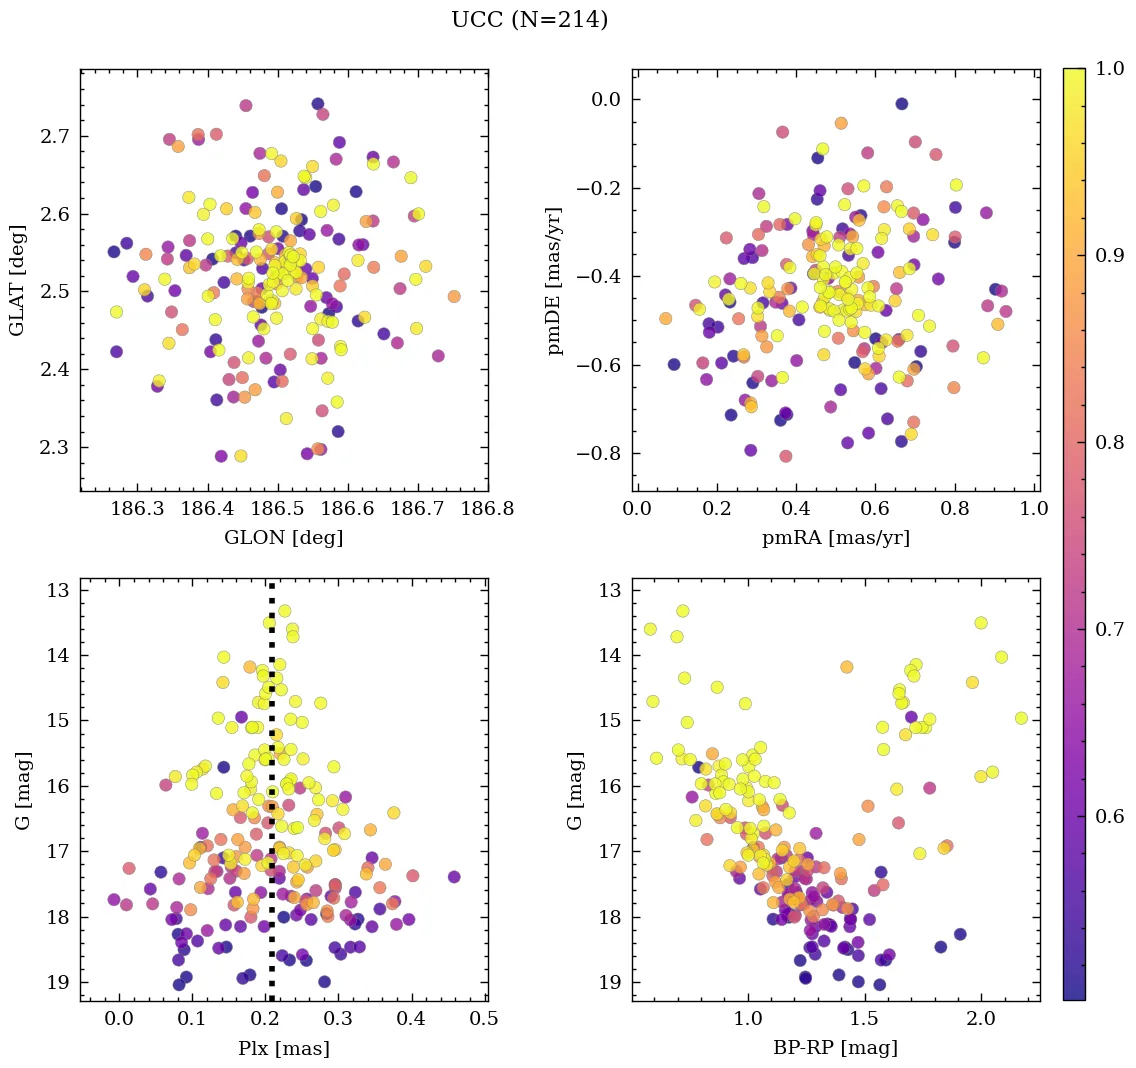 UCC (N=214)
2.7
2.6
2.5
2.4
2.3
GLAT [deg]
186.3 186.4 186.5 186.6 186.7 186.8
GLON [deg]
0.0
−0.2
−0.4
−0.6
−0.8
pmDE [mas/yr]
0.0 0.2 0.4 0.6 0.8 1.0
pmRA [mas/yr]
13
14
15
16
17
18
19
G [mag]
0.0 0.1 0.2 0.3 0.4 0.5
Plx [mas]
13
14
15
16
17
18
19
G [mag]
1.0 1.5 2.0
BP-RP [mag]
1.0
0.9
0.8
0.7
0.6